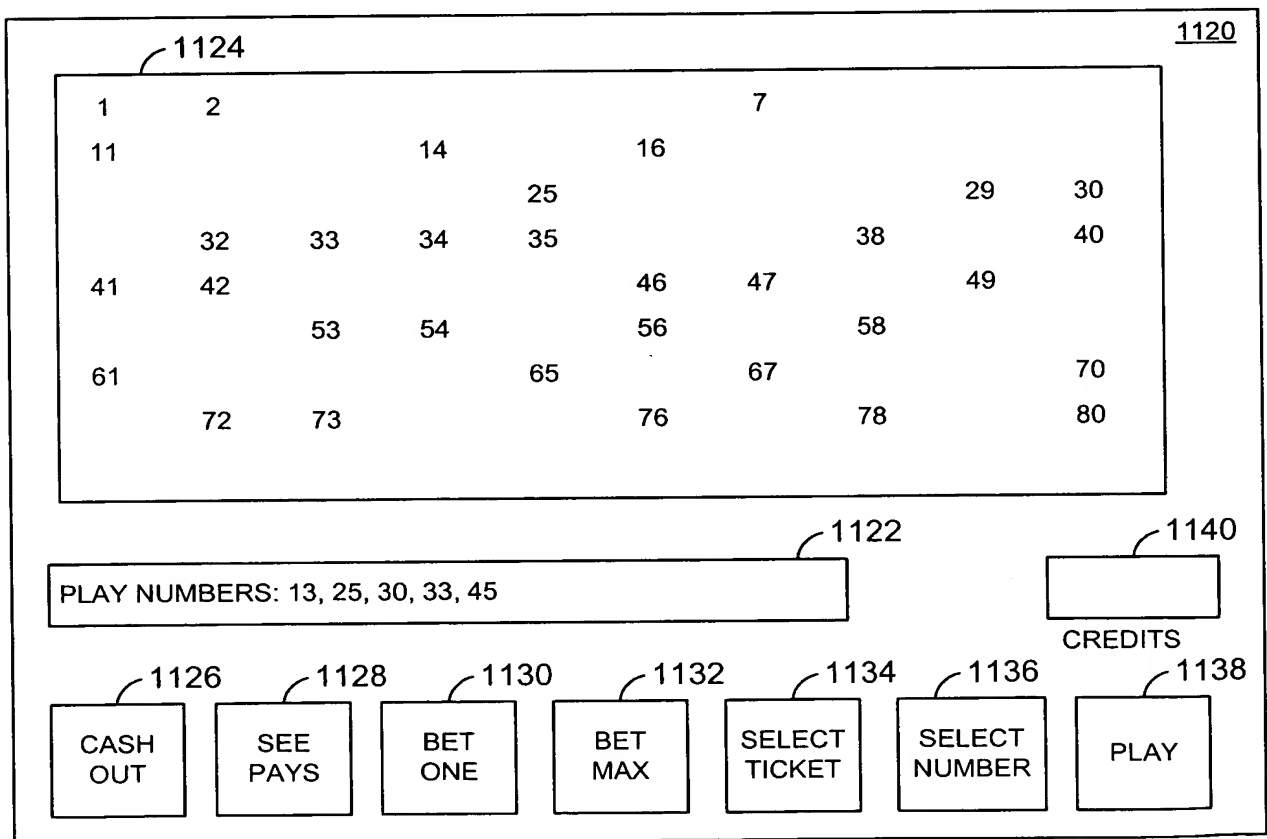 1120
1124
1 2 7
11 14 16
25 29 30
32 33 34 35 38 40
41 42 46 47 49
53 54 56 58
61 65 67 70
72 73 76 78 80
1122 1140
PLAY NUMBERS: 13, 25, 30, 33, 45
CREDITS
1126 1128 1130 1132 1134 1136 1138
CASH OUT SEE PAYS BET ONE BET MAX SELECT TICKET SELECT NUMBER PLAY